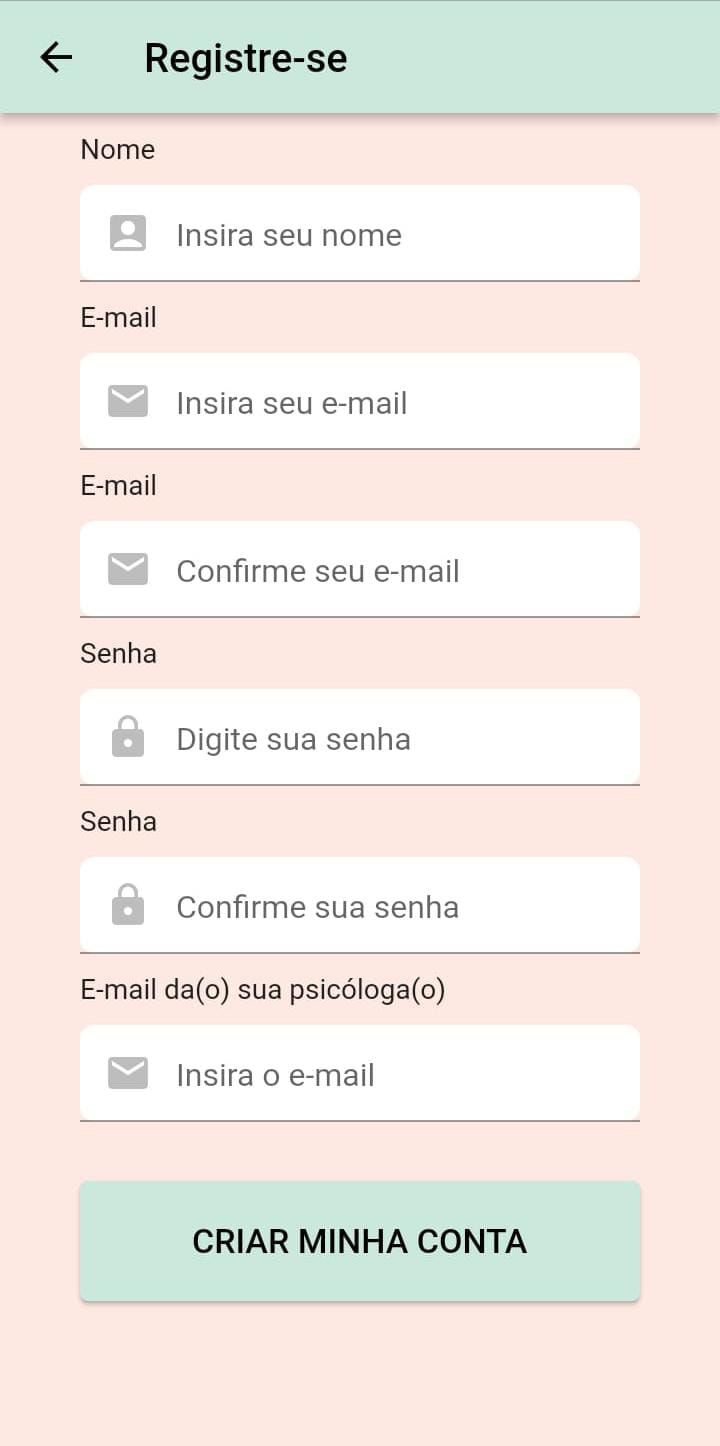 Registre-se
Nome
Insira seu nome
E-mail
Insira seu e-mail
E-mail
Confirme seu e-mail
Senha
Digite sua senha
Senha
Confirme sua senha
E-mail da(o) sua psicóloga(o)
Insira o e-mail
CRIAR MINHA CONTA